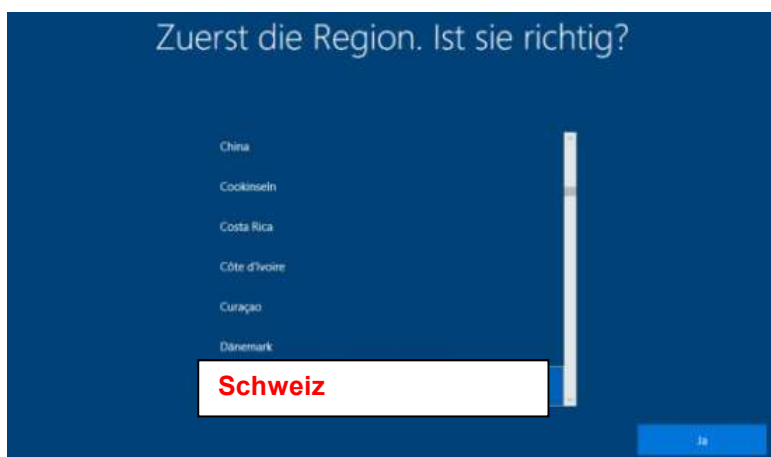 Zuerst die Region. Ist sie richtig?
China
Cookinseln
Costa Rica
Côte d'Ivoire
Curaçao
Dänemark
Schweiz
Ja